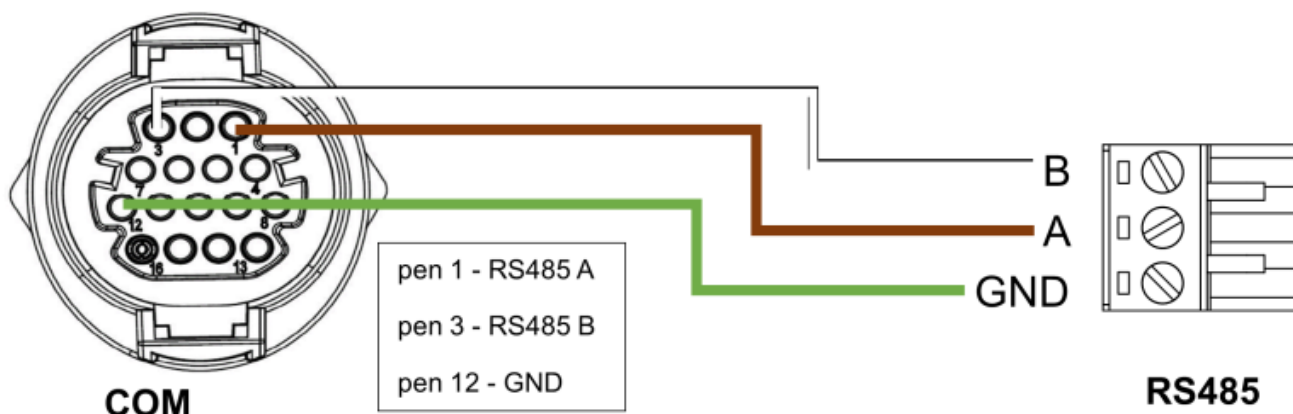 3
1
7
4
12
8
16
13
B
A
GND
pen 1 - RS485 A
pen 3 - RS485 B
pen 12 - GND
COM
RS485